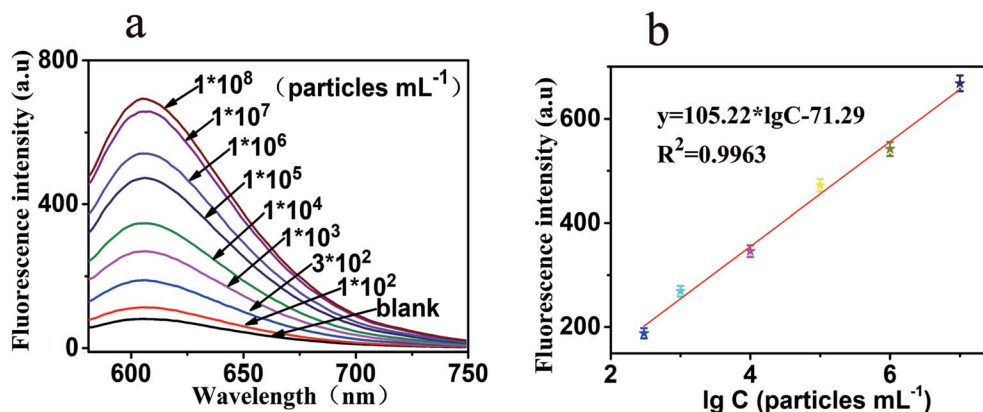 a
Fluorescence intensity (a.u)
800
400
0
(particles mL⁻¹)
1*10⁸
1*10⁷
1*10⁶
1*10⁵
1*10⁴
1*10³
3*10²
1*10²
blank
600 650 700 750
Wavelength (nm)
b
Fluorescence intensity (a.u)
600
400
200
y=105.22*lgC-71.29
R²=0.9963
2 4 6
lg C (particles mL⁻¹)